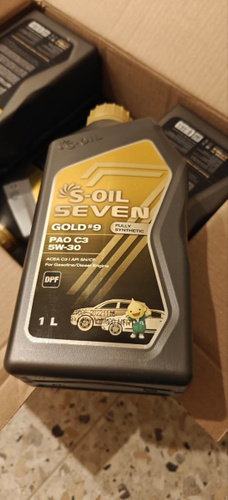 S-OIL
S-OIL
SEVEN
GOLD #9
FULLY
SYNTHETIC
PAO C3
5W-30
ACEA C3 / API SN/CF
For Gasoline/Diesel Engine
DPF
1 L